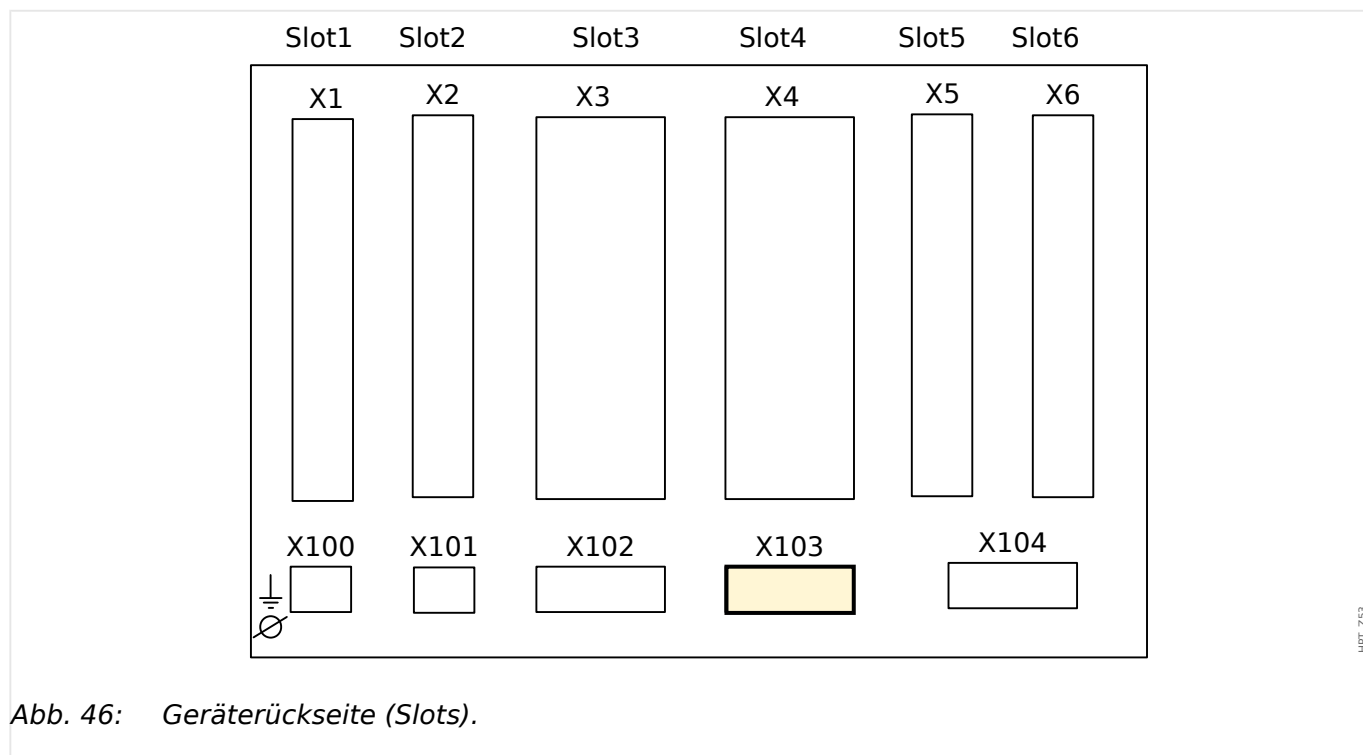 Slot1 Slot2 Slot3 Slot4 Slot5 Slot6
X1 X2 X3 X4 X5 X6
X100 X101 X102 X103 X104
HPT_Z53
Abb. 46: Geräterückseite (Slots).